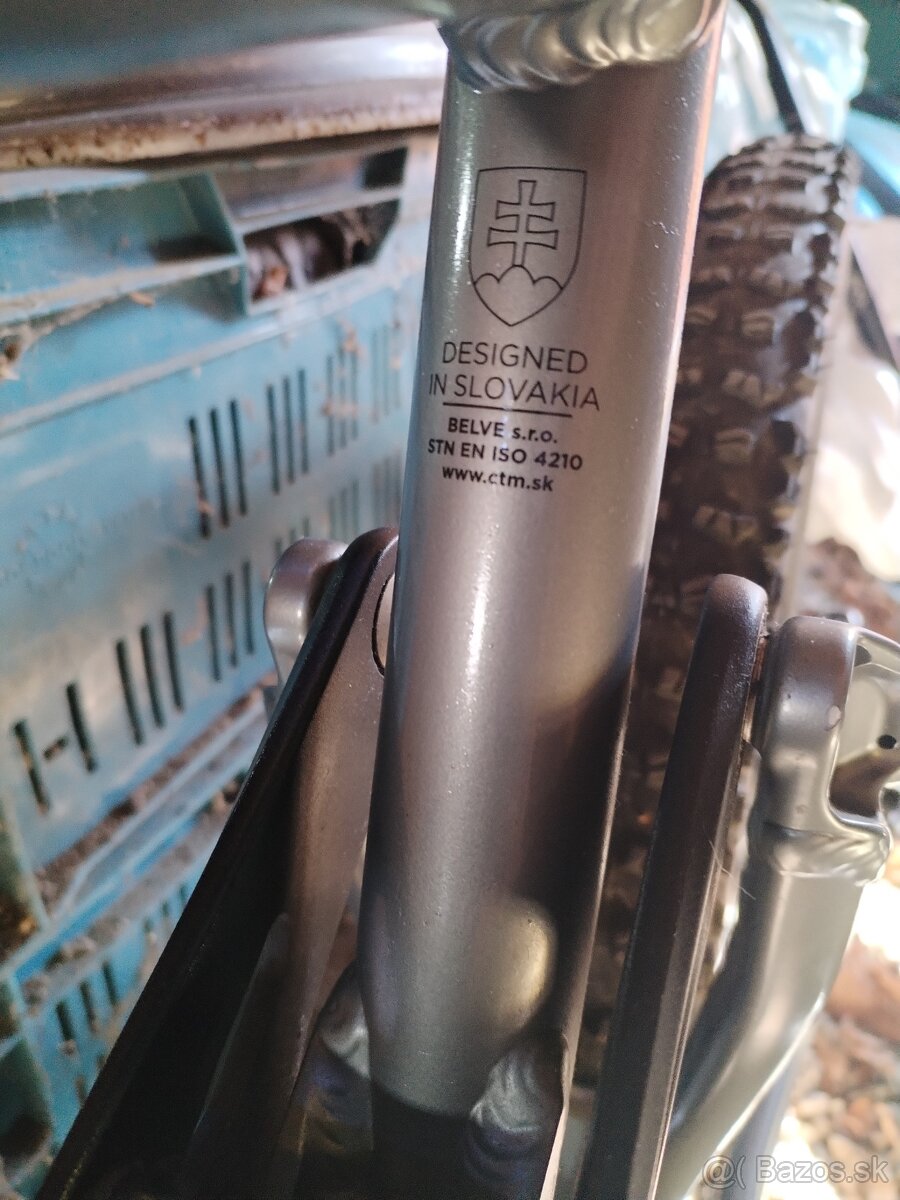 DESIGNED
IN SLOVAKIA
BELVE s.r.o.
STN EN ISO 4210
www.ctm.sk
@( Bazos.sk